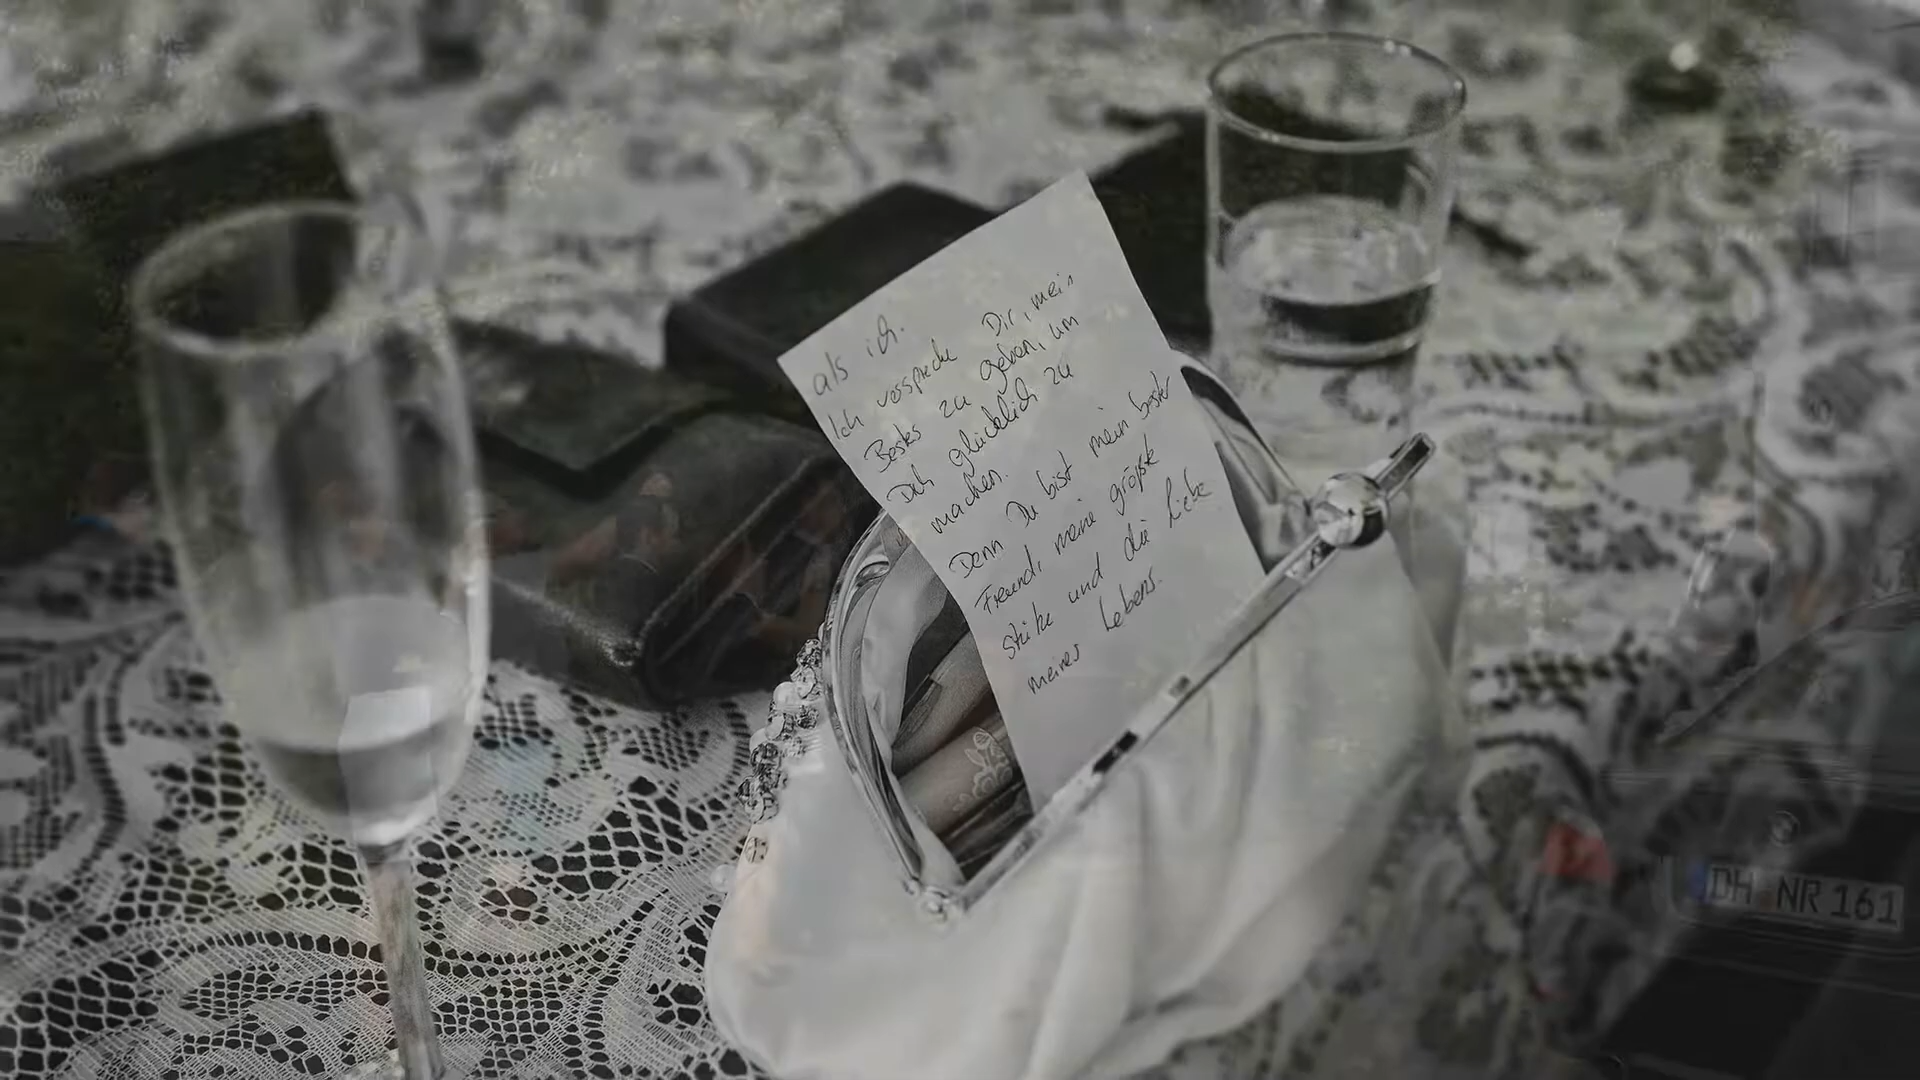 als ich.
Ich verspreche Dir, mein
Bestes zu geben, um
Dich glücklich zu
machen.
Denn Du bist mein bester
Freund, meine größte
Stärke und die Liebe
meines Lebens.
DH NR 161